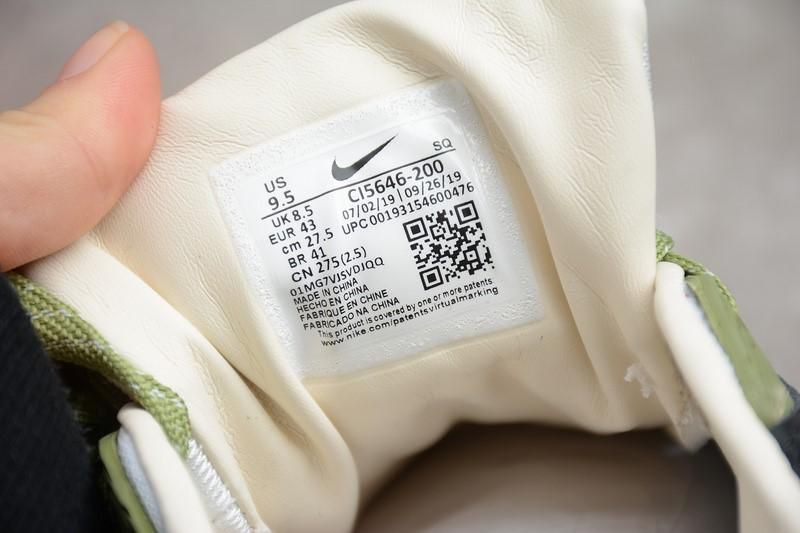 SQ
US
9.5 CI5646-200
UK 8.5 07/02/19 | 09/26/19
EUR 43 UPC 00193154600476
cm 27.5
BR 41
CN 275 (2.5)
01MG7VJSVDJQQ
MADE IN CHINA
HECHO EN CHINA
FABRIQUE EN CHINE
FABRICADO NA CHINA
This product is covered by one or more patents
www.nike.com/patentsvirtualmarking